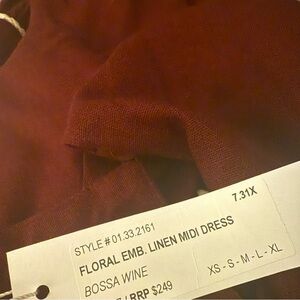 STYLE # 01.33.2161
7.31X
FLORAL EMB. LINEN MIDI DRESS
BOSSA WINE
XS - S - M - L - XL
/ RRP $249